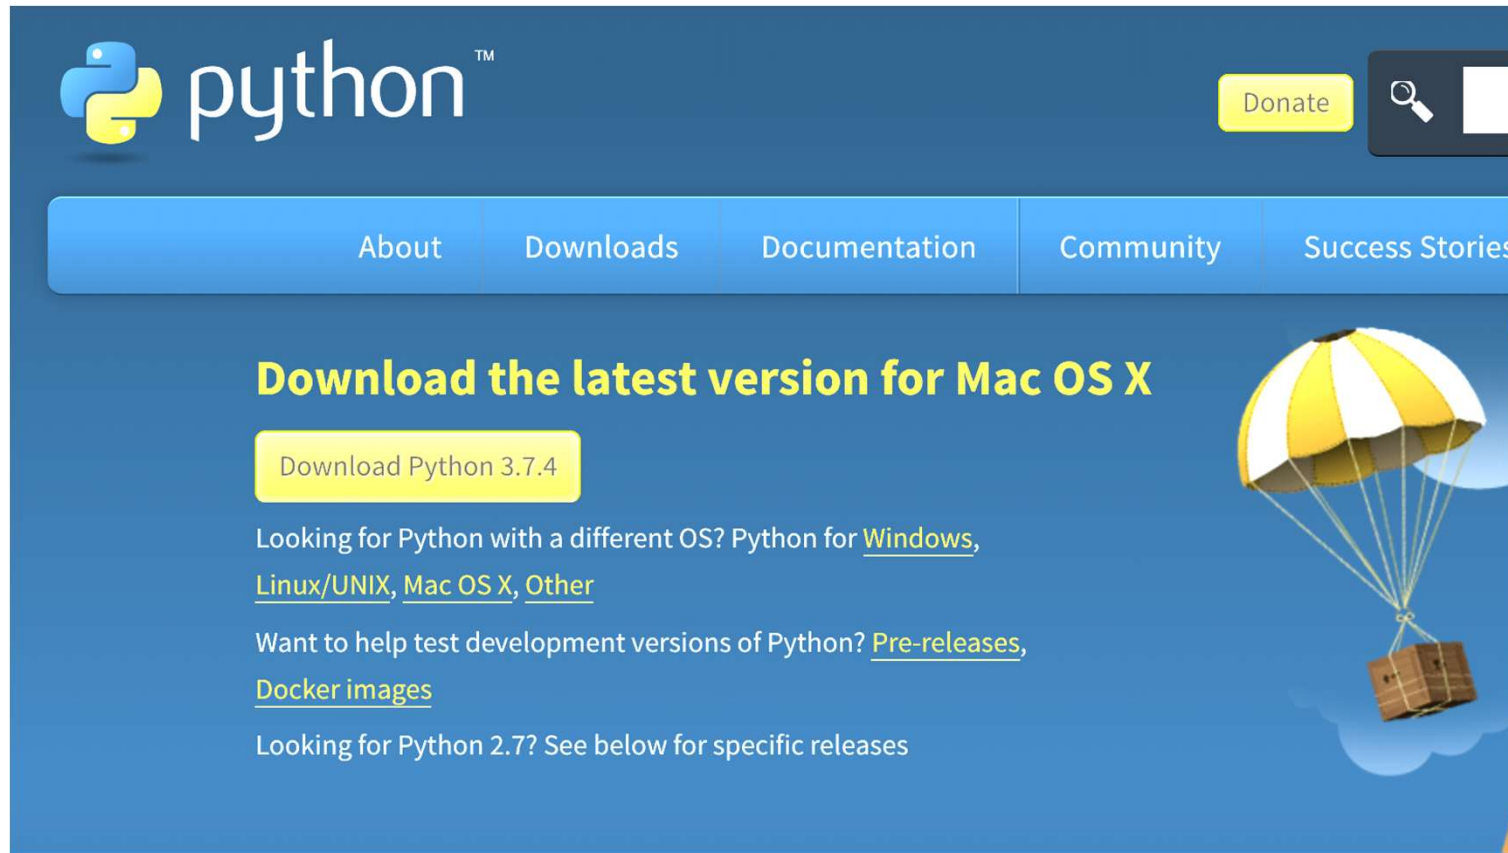 python™
Donate
About
Downloads
Documentation
Community
Success Stories
Download the latest version for Mac OS X
Download Python 3.7.4
Looking for Python with a different OS? Python for Windows,
Linux/UNIX, Mac OS X, Other
Want to help test development versions of Python? Pre-releases,
Docker images
Looking for Python 2.7? See below for specific releases